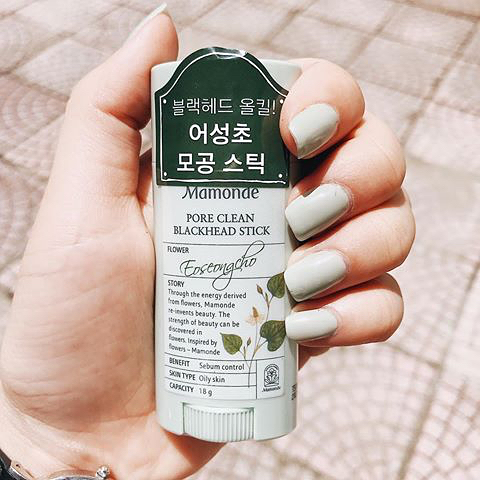 블랙헤드 올킬!
어성초
모공 스틱
Mamonde
PORE CLEAN
BLACKHEAD STICK
FLOWER
Eoseongcho
STORY
Through the energy derived
from flowers, Mamonde
re-invents beauty. The
strength of beauty can be
discovered in
flowers. Inspired by
flowers – Mamonde
BENEFIT Sebum control
SKIN TYPE Oily skin
CAPACITY 18 g
Mamonde